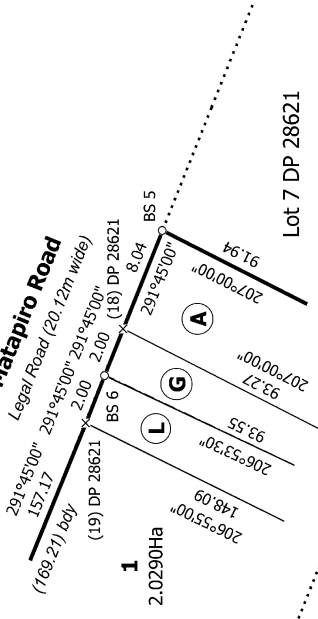 Matapiro Road
Legal Road (20.12m wide)
291°45'00"
157.17
291°45'00"
2.00
291°45'00"
2.00
(18) DP 28621
8.04
291°45'00"
BS 5
(169.21) bdy
(19) DP 28621
BS 6
L
G
A
91.94
207°00'00"
93.27
207°00'00"
93.55
206°53'30"
148.09
206°55'00"
1
2.0290Ha
Lot 7 DP 28621